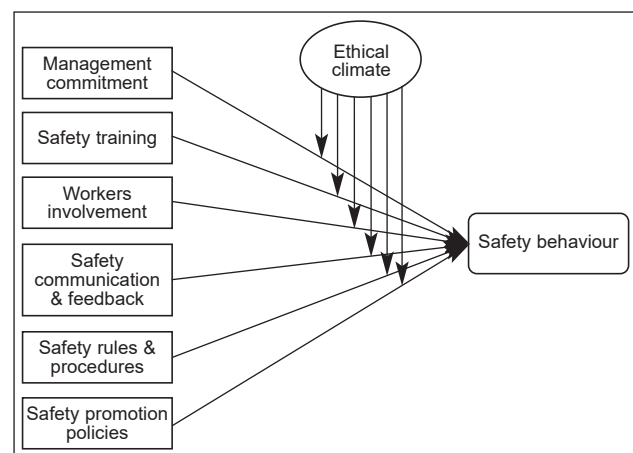 Management
commitment
Safety training
Workers
involvement
Safety
communication
& feedback
Safety rules &
procedures
Safety promotion
policies
Ethical
climate
Safety behaviour